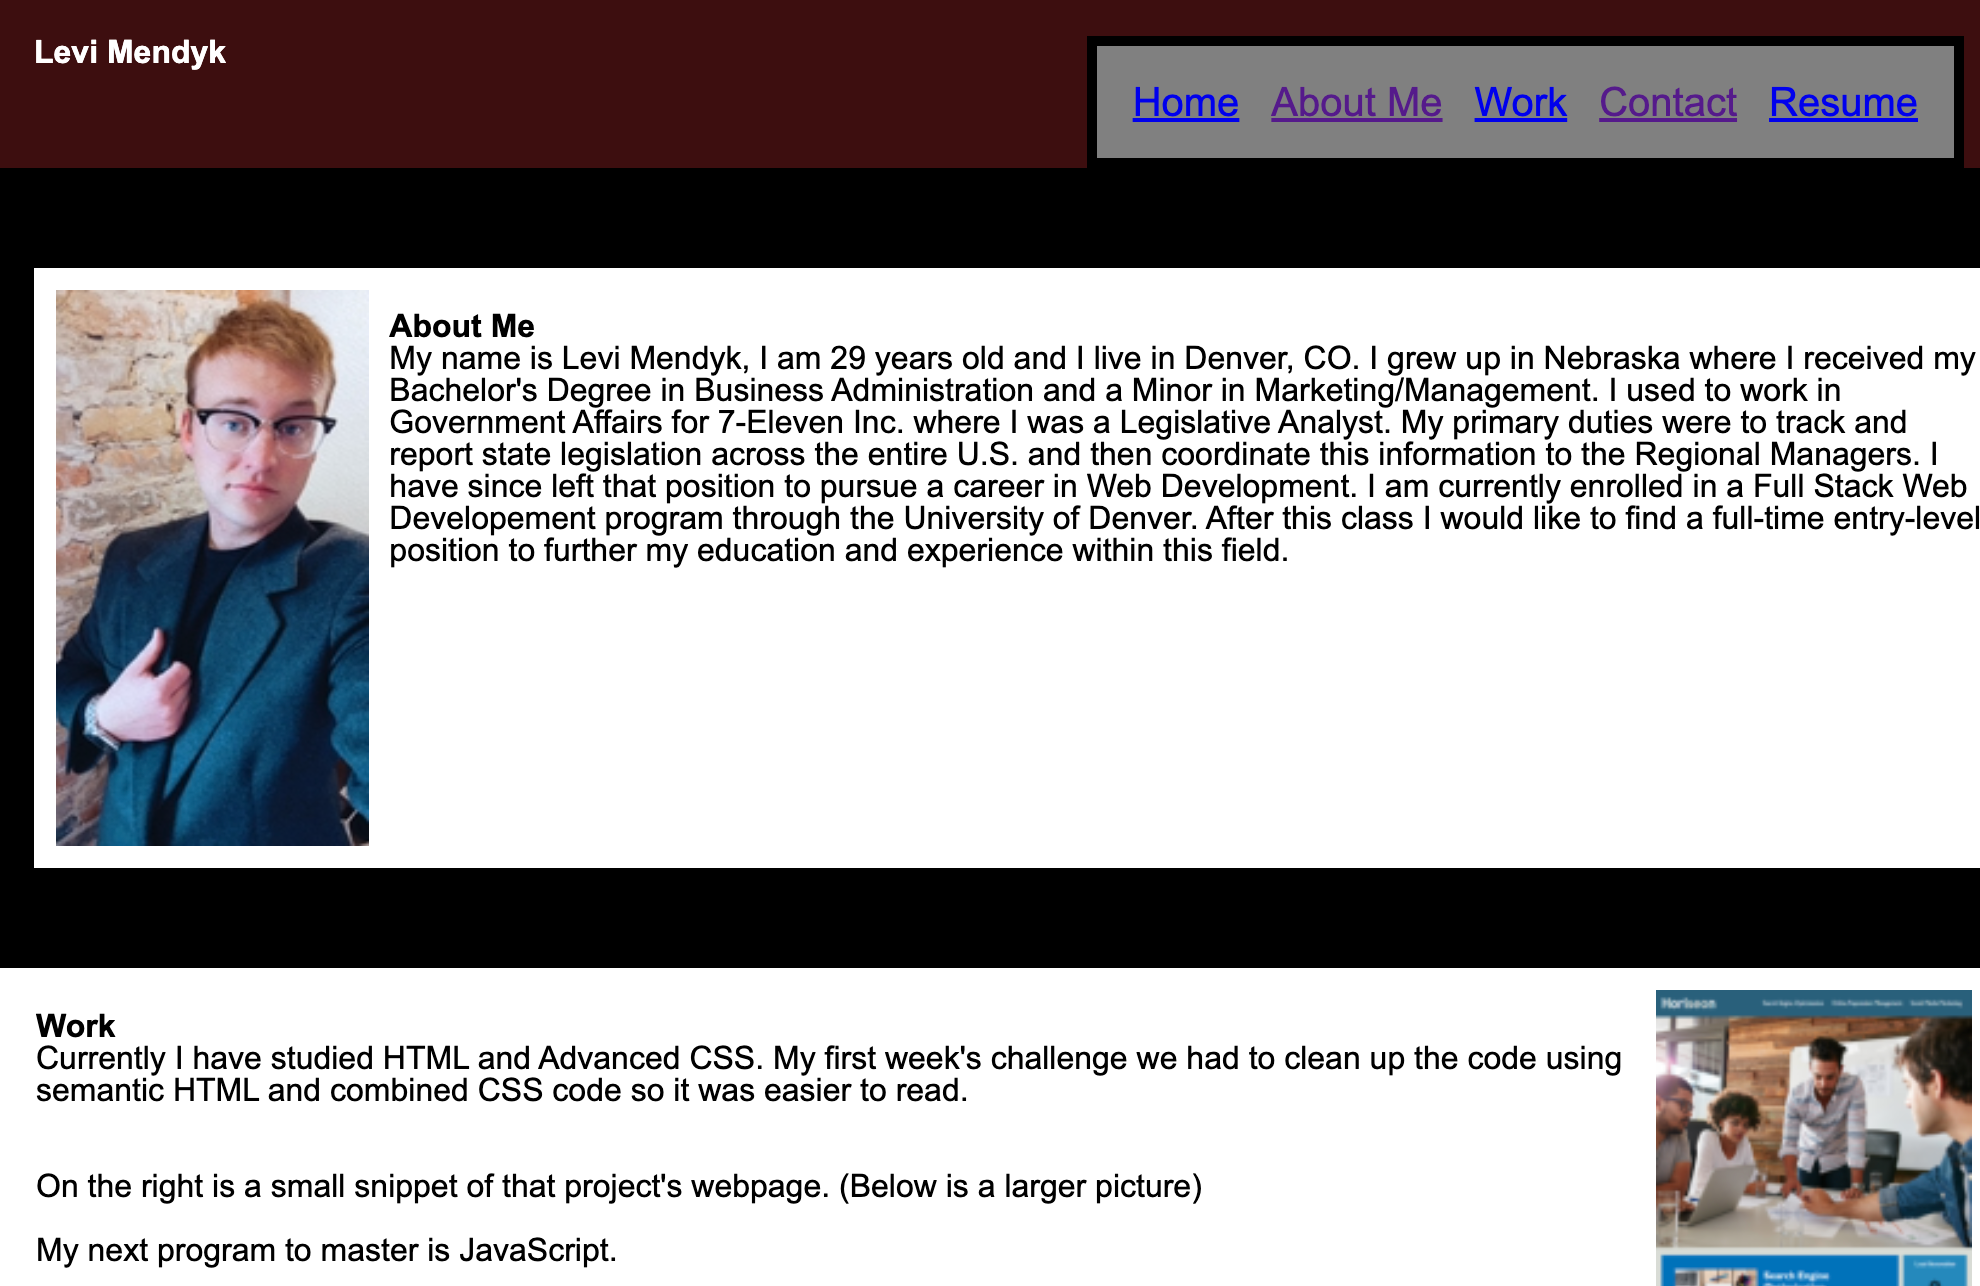 Levi Mendyk
Home About Me Work Contact Resume
About Me
My name is Levi Mendyk, I am 29 years old and I live in Denver, CO. I grew up in Nebraska where I received my
Bachelor's Degree in Business Administration and a Minor in Marketing/Management. I used to work in
Government Affairs for 7-Eleven Inc. where I was a Legislative Analyst. My primary duties were to track and
report state legislation across the entire U.S. and then coordinate this information to the Regional Managers. I
have since left that position to pursue a career in Web Development. I am currently enrolled in a Full Stack Web
Developement program through the University of Denver. After this class I would like to find a full-time entry-level
position to further my education and experience within this field.
Work
Currently I have studied HTML and Advanced CSS. My first week's challenge we had to clean up the code using
semantic HTML and combined CSS code so it was easier to read.
On the right is a small snippet of that project's webpage. (Below is a larger picture)
My next program to master is JavaScript.
Horiseon
Search Engine